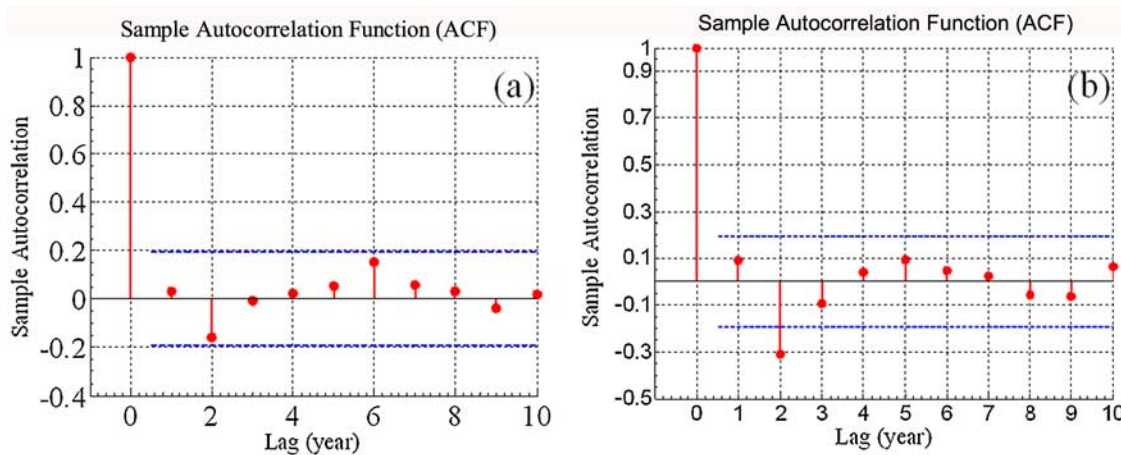 Sample Autocorrelation Function (ACF)
(a)
Sample Autocorrelation
1
0.8
0.6
0.4
0.2
0
-0.2
-0.4
0 2 4 6 8 10
Lag (year)
Sample Autocorrelation Function (ACF)
(b)
Sample Autocorrelation
1
0.9
0.7
0.5
0.3
0.1
-0.1
-0.3
-0.5
0 1 2 3 4 5 6 7 8 9 10
Lag (year)